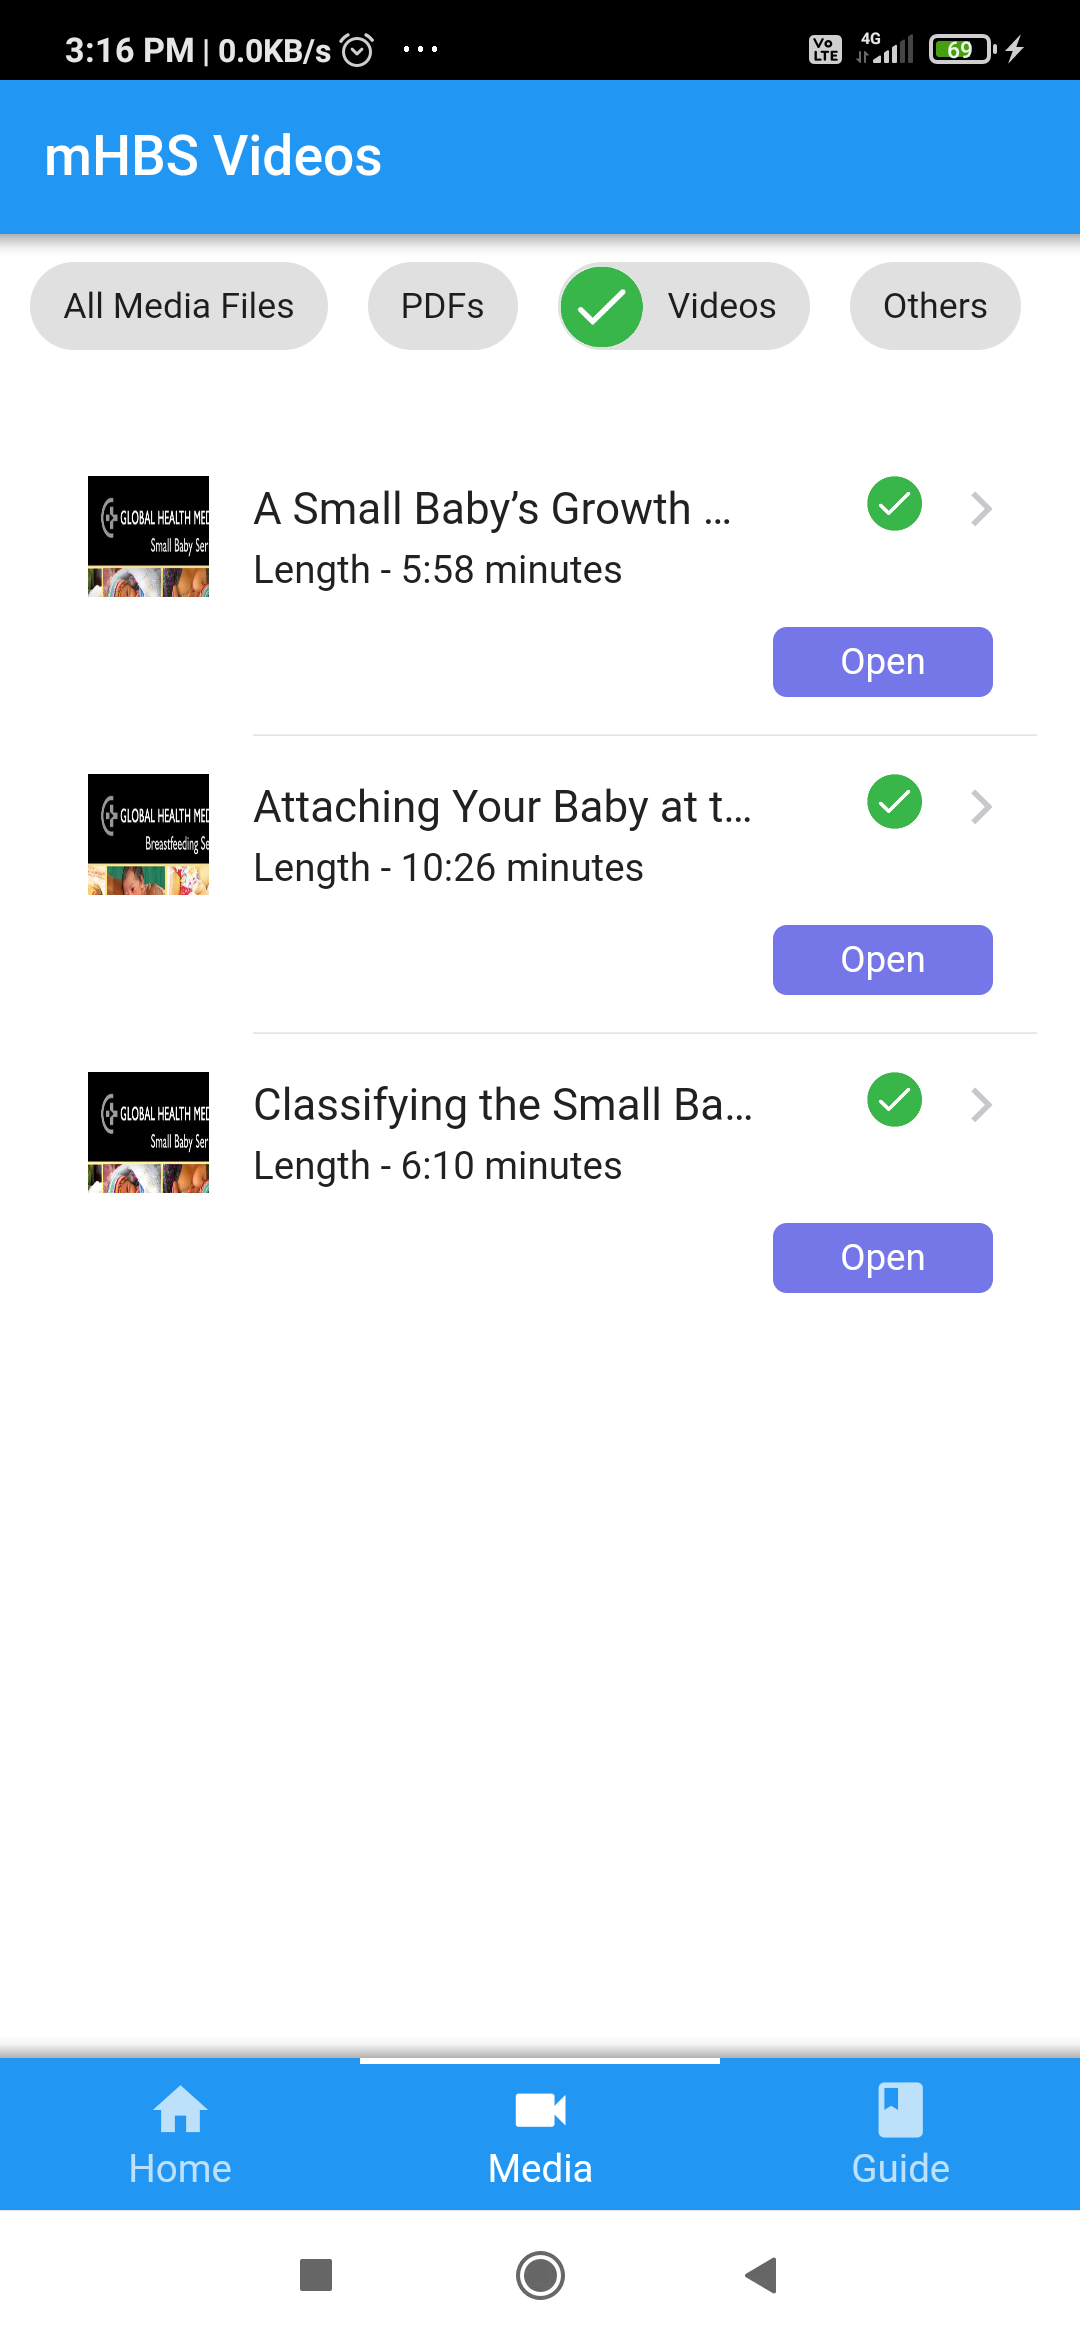 3:16 PM | 0.0KB/s ...
Vo LTE 4G 69
mHBS Videos
All Media Files PDFs Videos Others
GLOBAL HEALTH MED
Small Baby Ser
A Small Baby’s Growth ...
Length - 5:58 minutes
Open
GLOBAL HEALTH MED
Breastfeeding Se
Attaching Your Baby at t...
Length - 10:26 minutes
Open
GLOBAL HEALTH MED
Small Baby Ser
Classifying the Small Ba...
Length - 6:10 minutes
Open
Home Media Guide